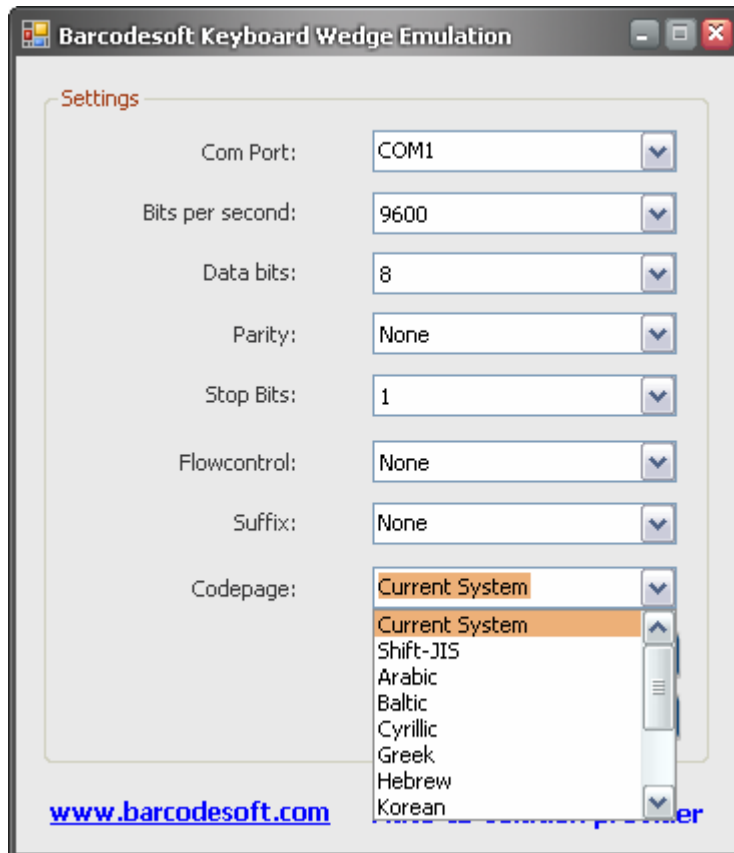 Barcodesoft Keyboard Wedge Emulation
Settings
Com Port: COM1
Bits per second: 9600
Data bits: 8
Parity: None
Stop Bits: 1
Flowcontrol: None
Suffix: None
Codepage: Current System
Current System
Shift-JIS
Arabic
Baltic
Cyrillic
Greek
Hebrew
Korean
www.barcodesoft.com